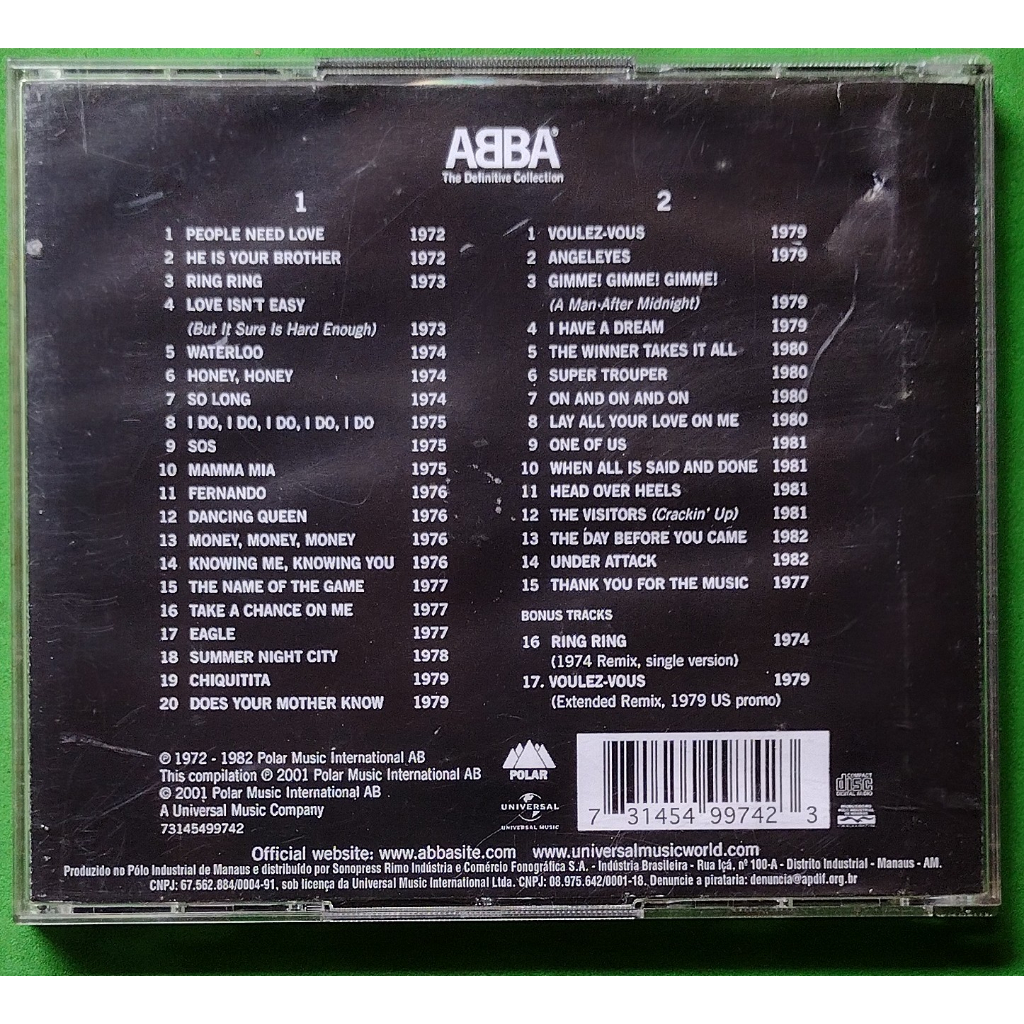 ABBA
The Definitive Collection
1
1 PEOPLE NEED LOVE 1972
2 HE IS YOUR BROTHER 1972
3 RING RING 1973
4 LOVE ISN'T EASY
(But It Sure Is Hard Enough) 1973
5 WATERLOO 1974
6 HONEY, HONEY 1974
7 SO LONG 1974
8 I DO, I DO, I DO, I DO, I DO 1975
9 SOS 1975
10 MAMMA MIA 1975
11 FERNANDO 1976
12 DANCING QUEEN 1976
13 MONEY, MONEY, MONEY 1976
14 KNOWING ME, KNOWING YOU 1976
15 THE NAME OF THE GAME 1977
16 TAKE A CHANCE ON ME 1977
17 EAGLE 1977
18 SUMMER NIGHT CITY 1978
19 CHIQUITITA 1979
20 DOES YOUR MOTHER KNOW 1979
2
1 VOULEZ-VOUS 1979
2 ANGELEYES 1979
3 GIMME! GIMME! GIMME!
(A Man After Midnight) 1979
4 I HAVE A DREAM 1979
5 THE WINNER TAKES IT ALL 1980
6 SUPER TROUPER 1980
7 ON AND ON AND ON 1980
8 LAY ALL YOUR LOVE ON ME 1980
9 ONE OF US 1981
10 WHEN ALL IS SAID AND DONE 1981
11 HEAD OVER HEELS 1981
12 THE VISITORS (Crackin' Up) 1981
13 THE DAY BEFORE YOU CAME 1982
14 UNDER ATTACK 1982
15 THANK YOU FOR THE MUSIC 1977
BONUS TRACKS
16 RING RING 1974
(1974 Remix, single version)
17. VOULEZ-VOUS 1979
(Extended Remix, 1979 US promo)
℗ 1972 - 1982 Polar Music International AB
This compilation ℗ 2001 Polar Music International AB
© 2001 Polar Music International AB
A Universal Music Company
73145499742
POLAR
UNIVERSAL
UNIVERSAL MUSIC
7 31454 99742 3
COMPACT
disc
DIGITAL AUDIO
Official website: www.abbasite.com www.universalmusicworld.com
Produzido no Pólo Industrial de Manaus e distribuído por Sonopress Rimo Indústria e Comércio Fonográfica S.A. - Indústria Brasileira - Rua Içá, nº 100-A - Distrito Industrial - Manaus - AM.
CNPJ: 67.562.884/0004-91, sob licença da Universal Music International Ltda. CNPJ: 08.975.642/0001-18. Denuncie a pirataria: denuncia@apdif.org.br